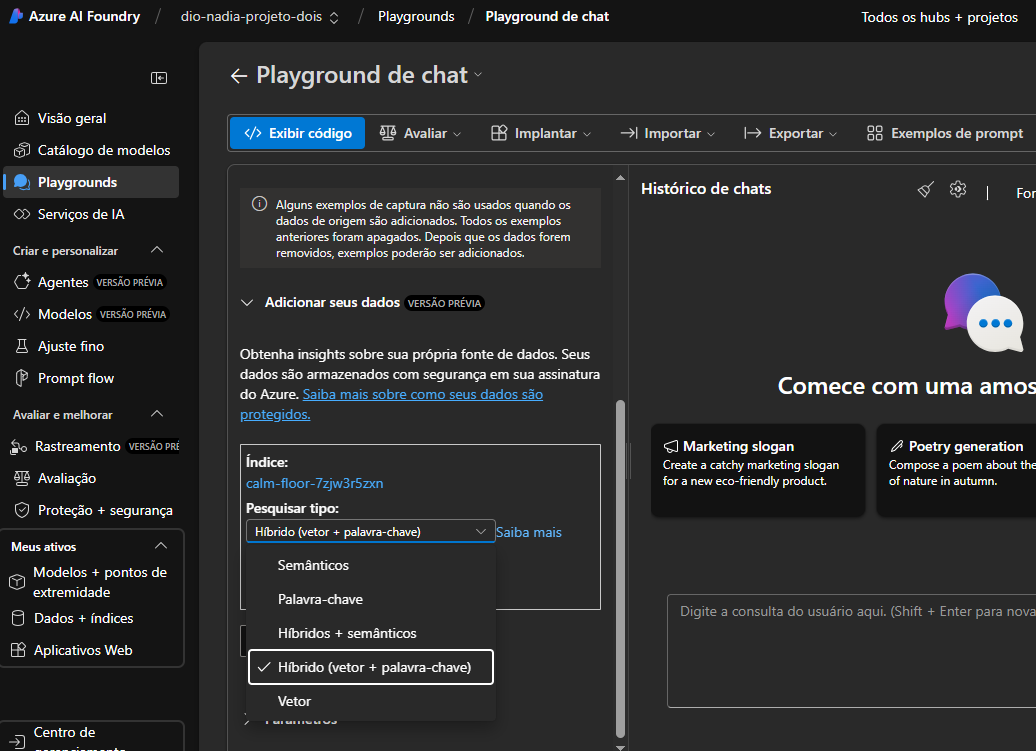 Azure AI Foundry / dio-nadia-projeto-dois / Playgrounds / Playground de chat
Todos os hubs + projetos
Visão geral
Catálogo de modelos
Playgrounds
Serviços de IA
Criar e personalizar
Agentes VERSÃO PRÉVIA
Modelos VERSÃO PRÉVIA
Ajuste fino
Prompt flow
Avaliar e melhorar
Rastreamento VERSÃO PRÉ
Avaliação
Proteção + segurança
Meus ativos
Modelos + pontos de
extremidade
Dados + índices
Aplicativos Web
Centro de
gerenciamento
Playground de chat
Exibir código
Avaliar
Implantar
Importar
Exportar
Exemplos de prompt
Alguns exemplos de captura não são usados quando os
dados de origem são adicionados. Todos os exemplos
anteriores foram apagados. Depois que os dados forem
removidos, exemplos poderão ser adicionados.
Adicionar seus dados VERSÃO PRÉVIA
Obtenha insights sobre sua própria fonte de dados. Seus
dados são armazenados com segurança em sua assinatura
do Azure. Saiba mais sobre como seus dados são
protegidos.
Índice:
calm-floor-7zjw3r5zxn
Pesquisar tipo:
Híbrido (vetor + palavra-chave) Saiba mais
Semânticos
Palavra-chave
Híbridos + semânticos
Híbrido (vetor + palavra-chave)
Vetor
Parâmetros
Histórico de chats
For
Comece com uma amos
Marketing slogan
Create a catchy marketing slogan
for a new eco-friendly product.
Poetry generation
Compose a poem about the
of nature in autumn.
Digite a consulta do usuário aqui. (Shift + Enter para nova